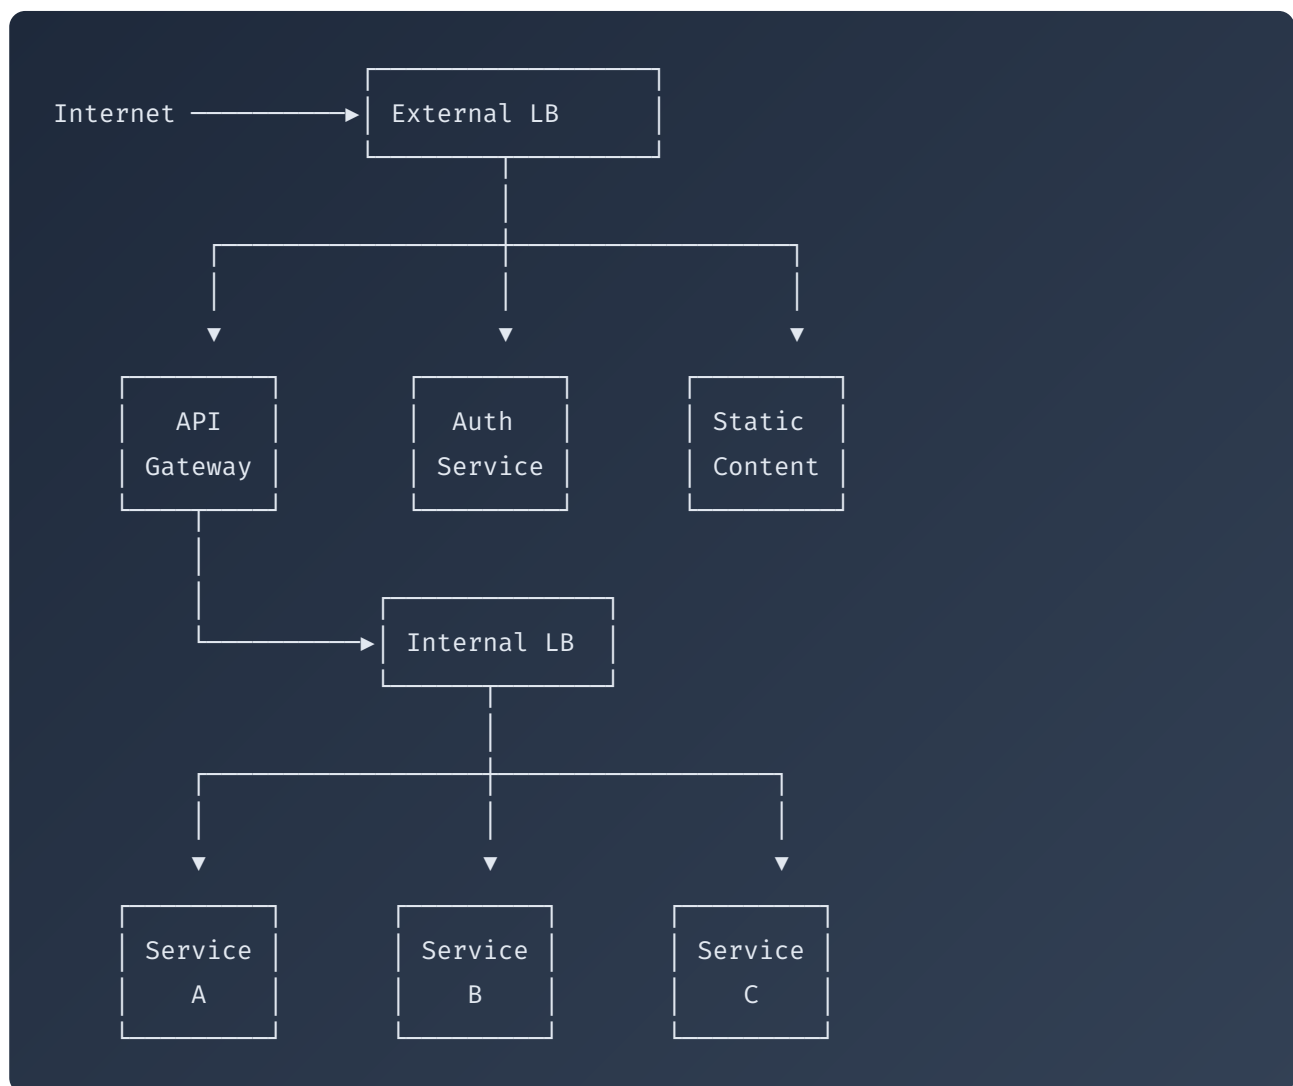 Internet
External LB
API
Gateway
Auth
Service
Static
Content
Internal LB
Service
A
Service
B
Service
C